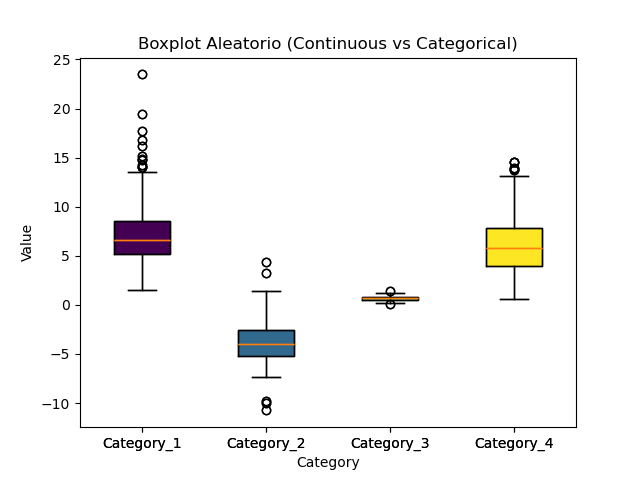 Boxplot Aleatorio (Continuous vs Categorical)
25
20
15
10
5
0
−5
−10
Value
Category_1 Category_2 Category_3 Category_4
Category